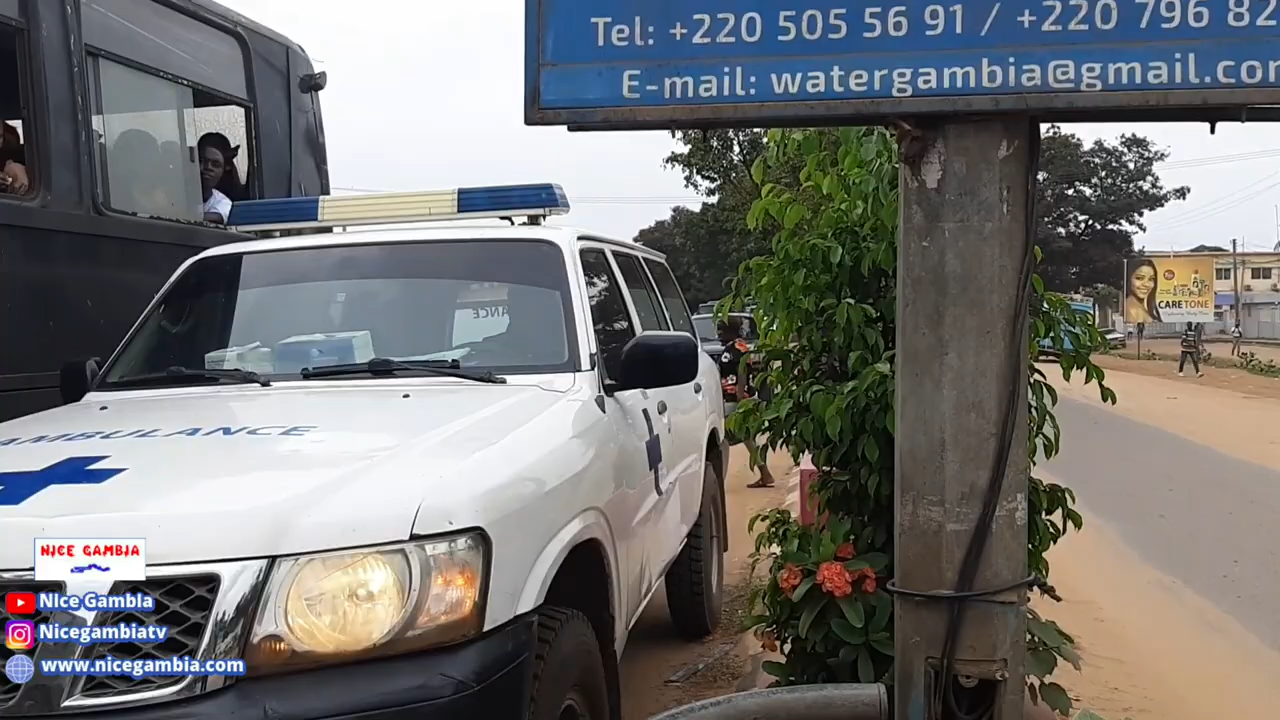 Tel: +220 505 56 91 / +220 796 82
E-mail: watergambia@gmail.co
CARETONE
AMBULANCE
NICE GAMBIA
Nice Gambia
Nicegambiatv
www.nicegambia.com